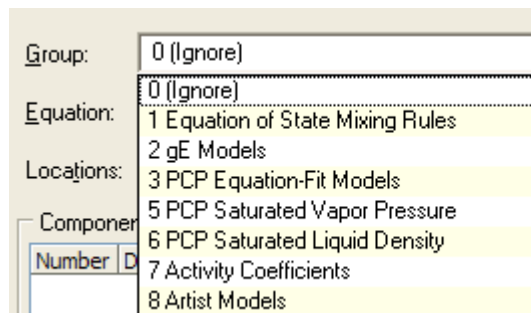 Group: 0 (Ignore)
0 (Ignore)
Equation:
1 Equation of State Mixing Rules
2 gE Models
Locations:
3 PCP Equation-Fit Models
5 PCP Saturated Vapor Pressure
Componen
6 PCP Saturated Liquid Density
Number D
7 Activity Coefficients
8 Artist Models